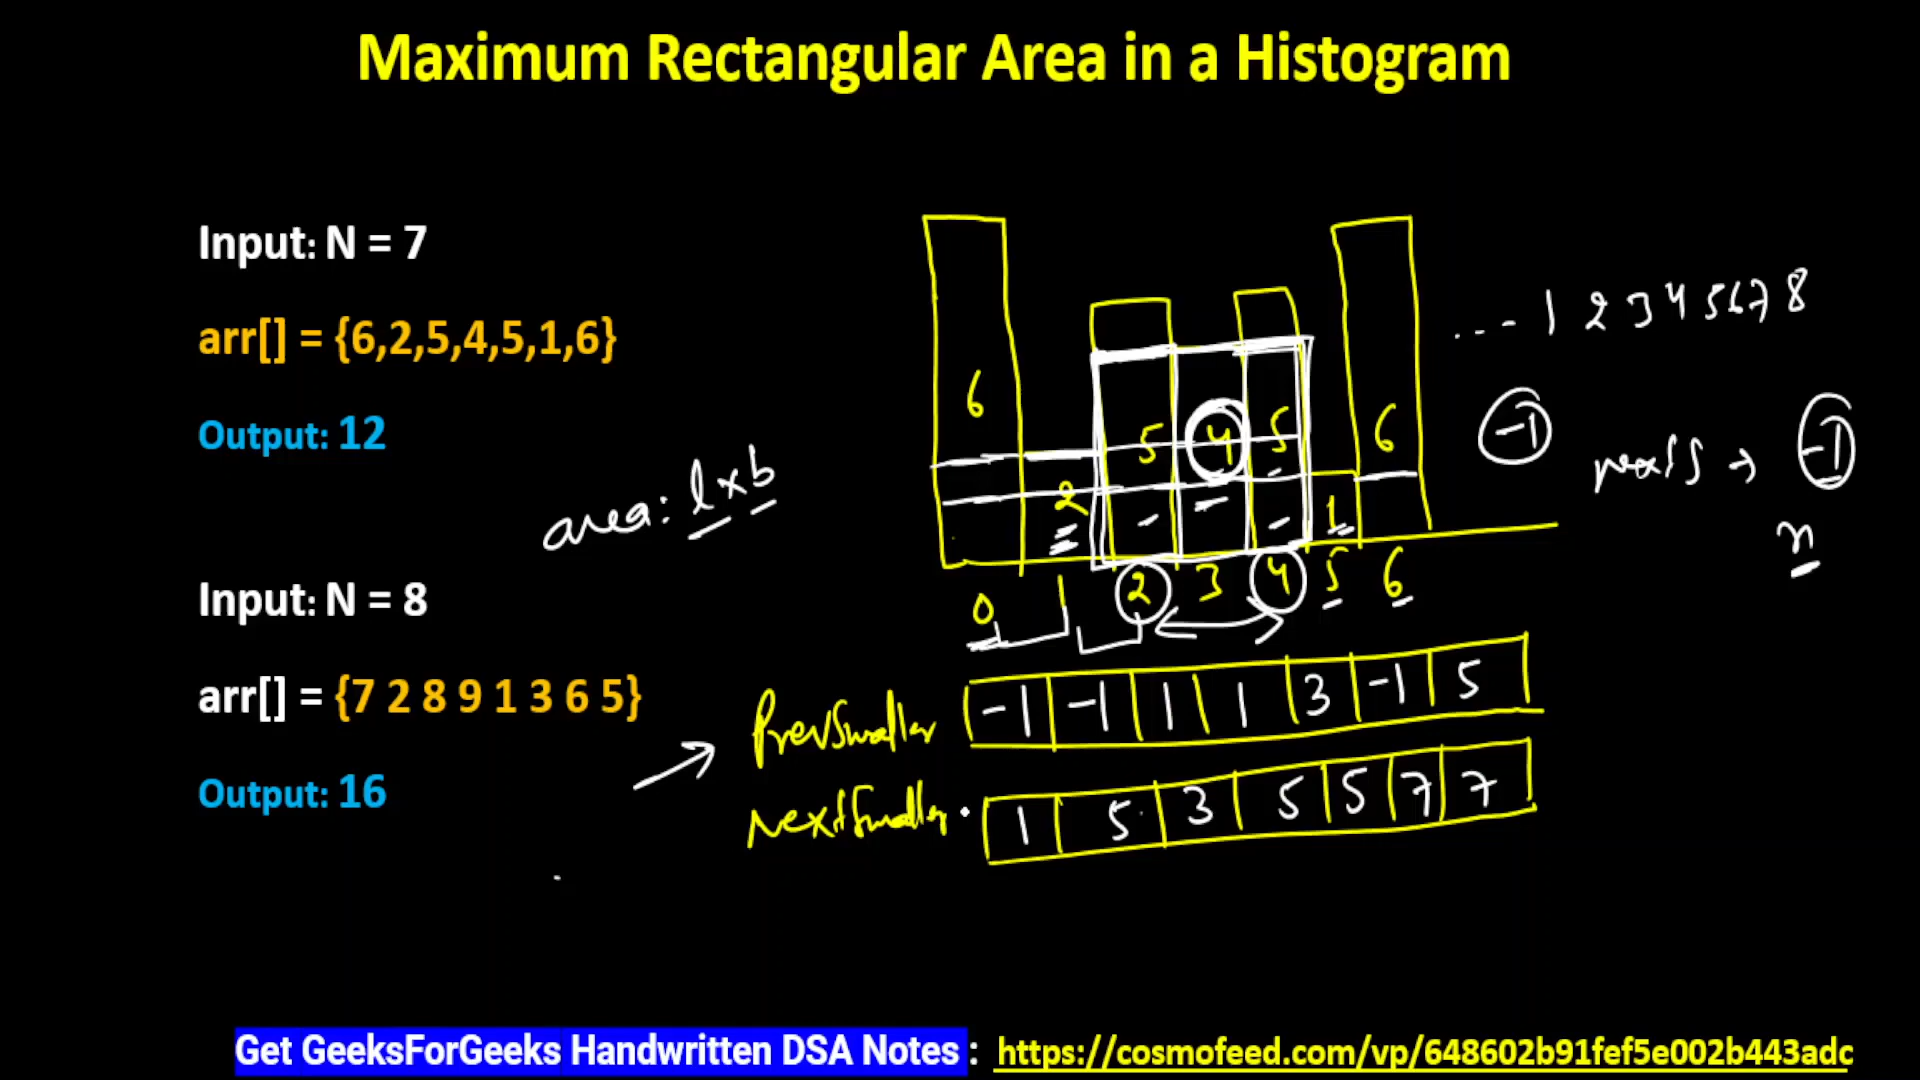 Maximum Rectangular Area in a Histogram
Input: N = 7
arr[] = {6,2,5,4,5,1,6}
Output: 12
area: l x b
Input: N = 8
arr[] = {7 2 8 9 1 3 6 5}
Output: 16
6 2 5 4 5 1 6
0 1 2 3 4 5 6
... - 1 2 3 4 5 6 7 8
-1
nexts → -1
n
PrevSmaller -1 -1 1 1 3 -1 5
NextSmaller 1 5 3 5 5 7 7
Get GeeksForGeeks Handwritten DSA Notes : https://cosmofeed.com/vp/648602b91fef5e002b443adc